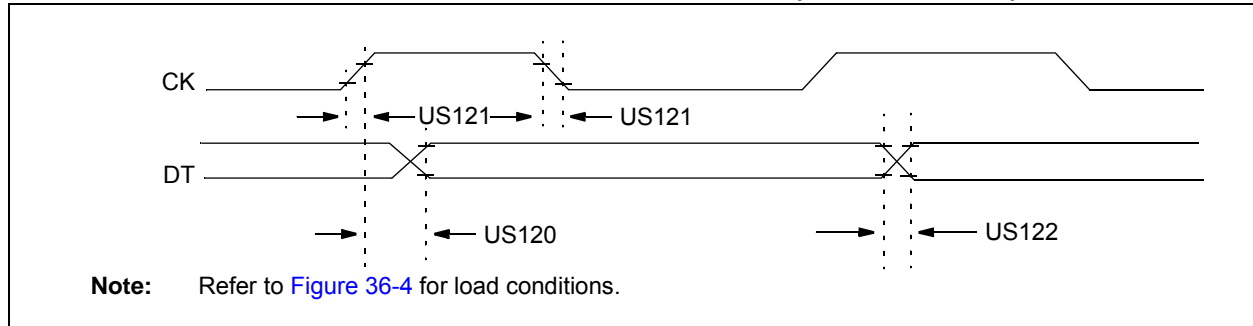 CK
US121
US121
DT
US120
US122
Note: Refer to Figure 36-4 for load conditions.